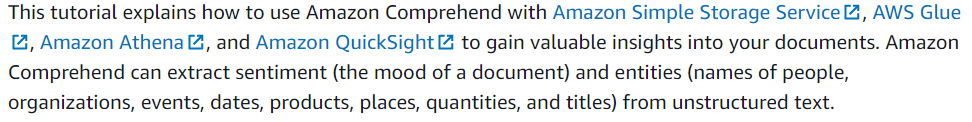 This tutorial explains how to use Amazon Comprehend with Amazon Simple Storage Service, AWS Glue
, Amazon Athena, and Amazon QuickSight to gain valuable insights into your documents. Amazon
Comprehend can extract sentiment (the mood of a document) and entities (names of people,
organizations, events, dates, products, places, quantities, and titles) from unstructured text.